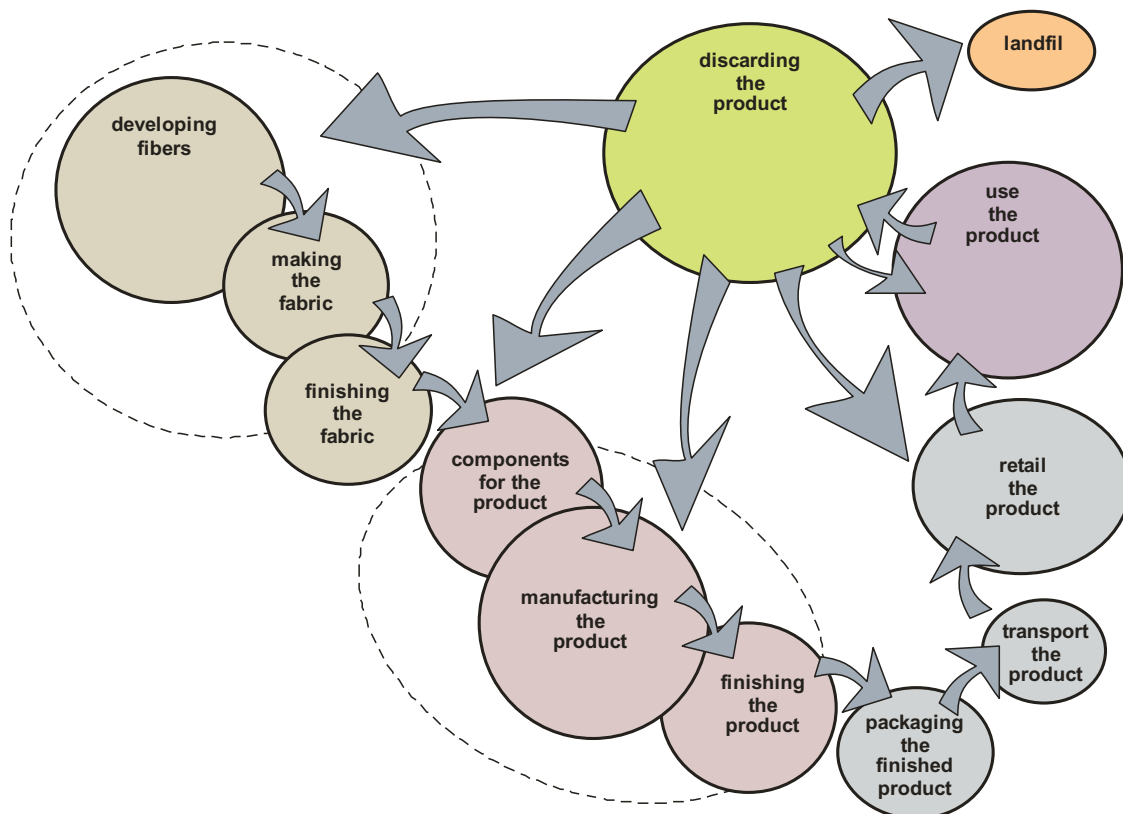 developing
fibers
making
the
fabric
finishing
the
fabric
components
for the
product
manufacturing
the
product
finishing
the
product
packaging
the
finished
product
transport
the
product
retail
the
product
use
the
product
discarding
the
product
landfil